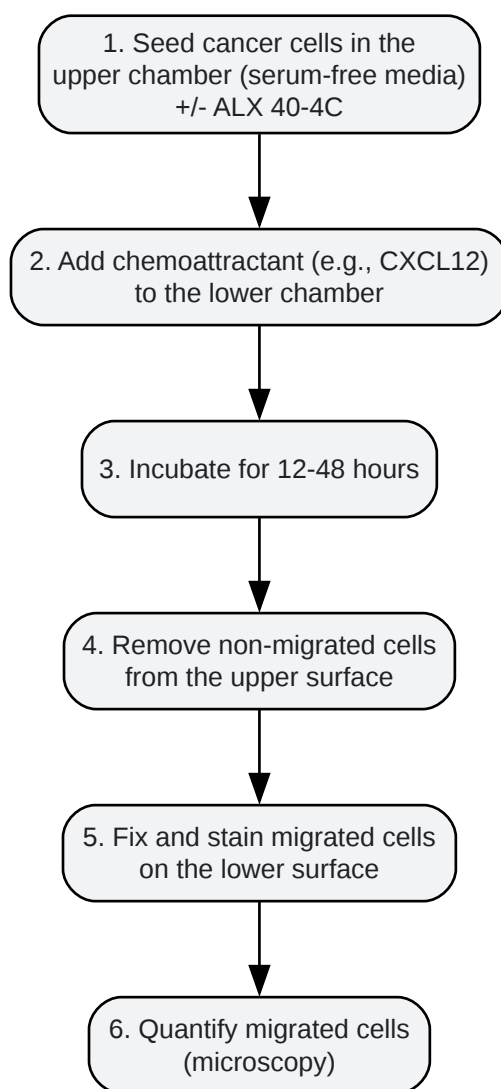 1. Seed cancer cells in the
upper chamber (serum-free media)
+/- ALX 40-4C
2. Add chemoattractant (e.g., CXCL12)
to the lower chamber
3. Incubate for 12-48 hours
4. Remove non-migrated cells
from the upper surface
5. Fix and stain migrated cells
on the lower surface
6. Quantify migrated cells
(microscopy)